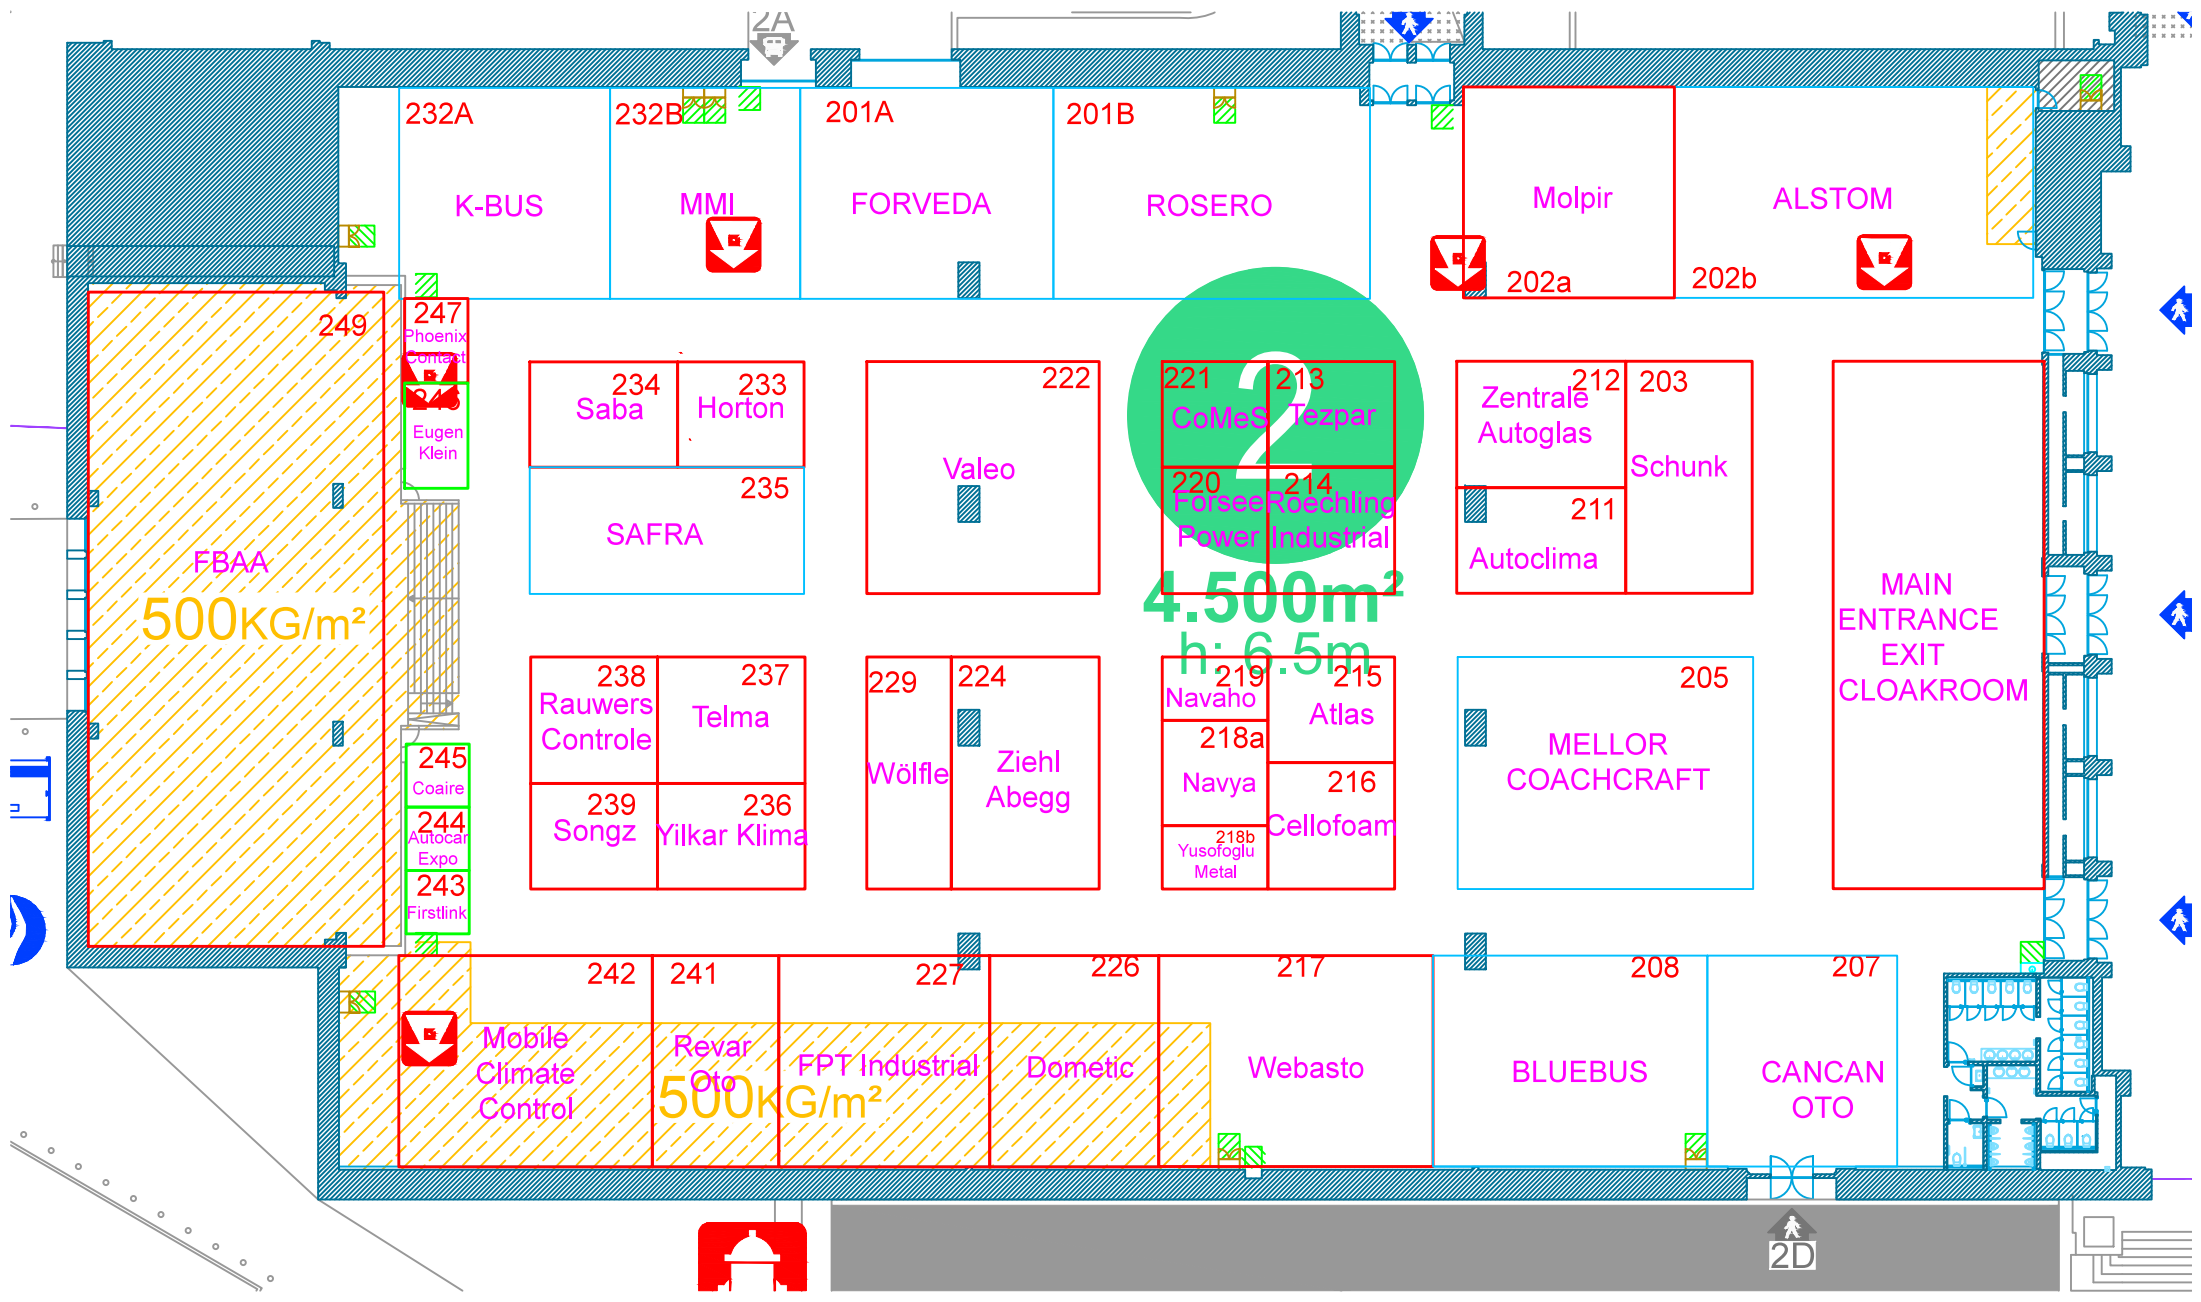 2A
232A
232B
201A
201B
K-BUS
MMI
FORVEDA
ROSERO
Molpir
ALSTOM
202a
202b
249
247
Phoenix
Contact
Eugen
Klein
234
233
Saba
Horton
222
Valeo
2
221
213
CoMeS
Tezpar
220
214
Forsee
Power
Roechling
Industrial
212
203
Zentrale
Autoglas
Schunk
211
Autoclima
235
SAFRA
FBAA
500KG/m²
4.500m²
h: 6.5m
MAIN
ENTRANCE
EXIT
CLOAKROOM
238
237
Rauwers
Controle
Telma
229
224
Wölfle
Ziehl
Abegg
219
215
Navaho
Atlas
218a
Navya
216
Cellofoam
218b
Yusofoglu
Metal
205
MELLOR
COACHCRAFT
245
Coaire
244
Autocar
Expo
243
Firstlink
239
236
Songz
Yilkar Klima
242
241
227
226
217
208
207
Mobile
Climate
Control
Revar
Oto
FPT Industrial
Dometic
Webasto
BLUEBUS
CANCAN
OTO
500KG/m²
2D